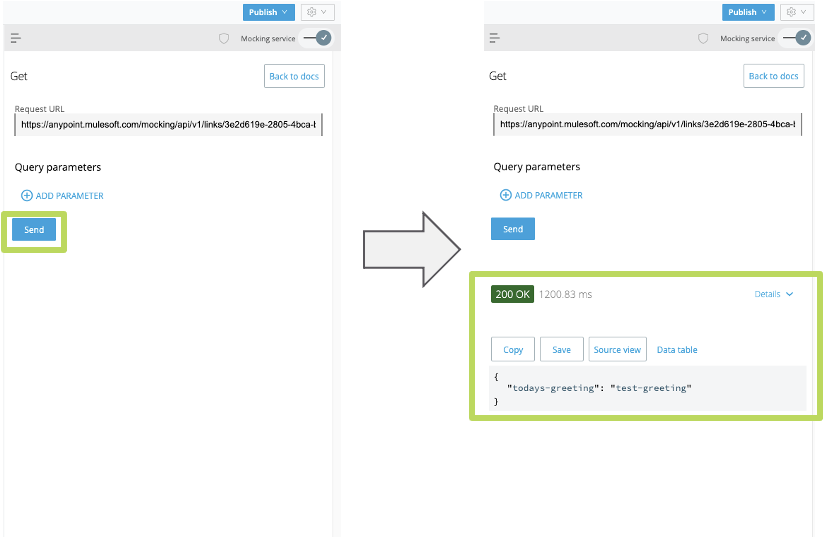 Publish
Mocking service
Get
Back to docs
Request URL
https://anypoint.mulesoft.com/mocking/api/v1/links/3e2d619e-2805-4bca-b
Query parameters
ADD PARAMETER
Send
Publish
Mocking service
Get
Back to docs
Request URL
https://anypoint.mulesoft.com/mocking/api/v1/links/3e2d619e-2805-4bca-b
Query parameters
ADD PARAMETER
Send
200 OK 1200.83 ms Details
Copy Save Source view Data table
{
"todays-greeting": "test-greeting"
}